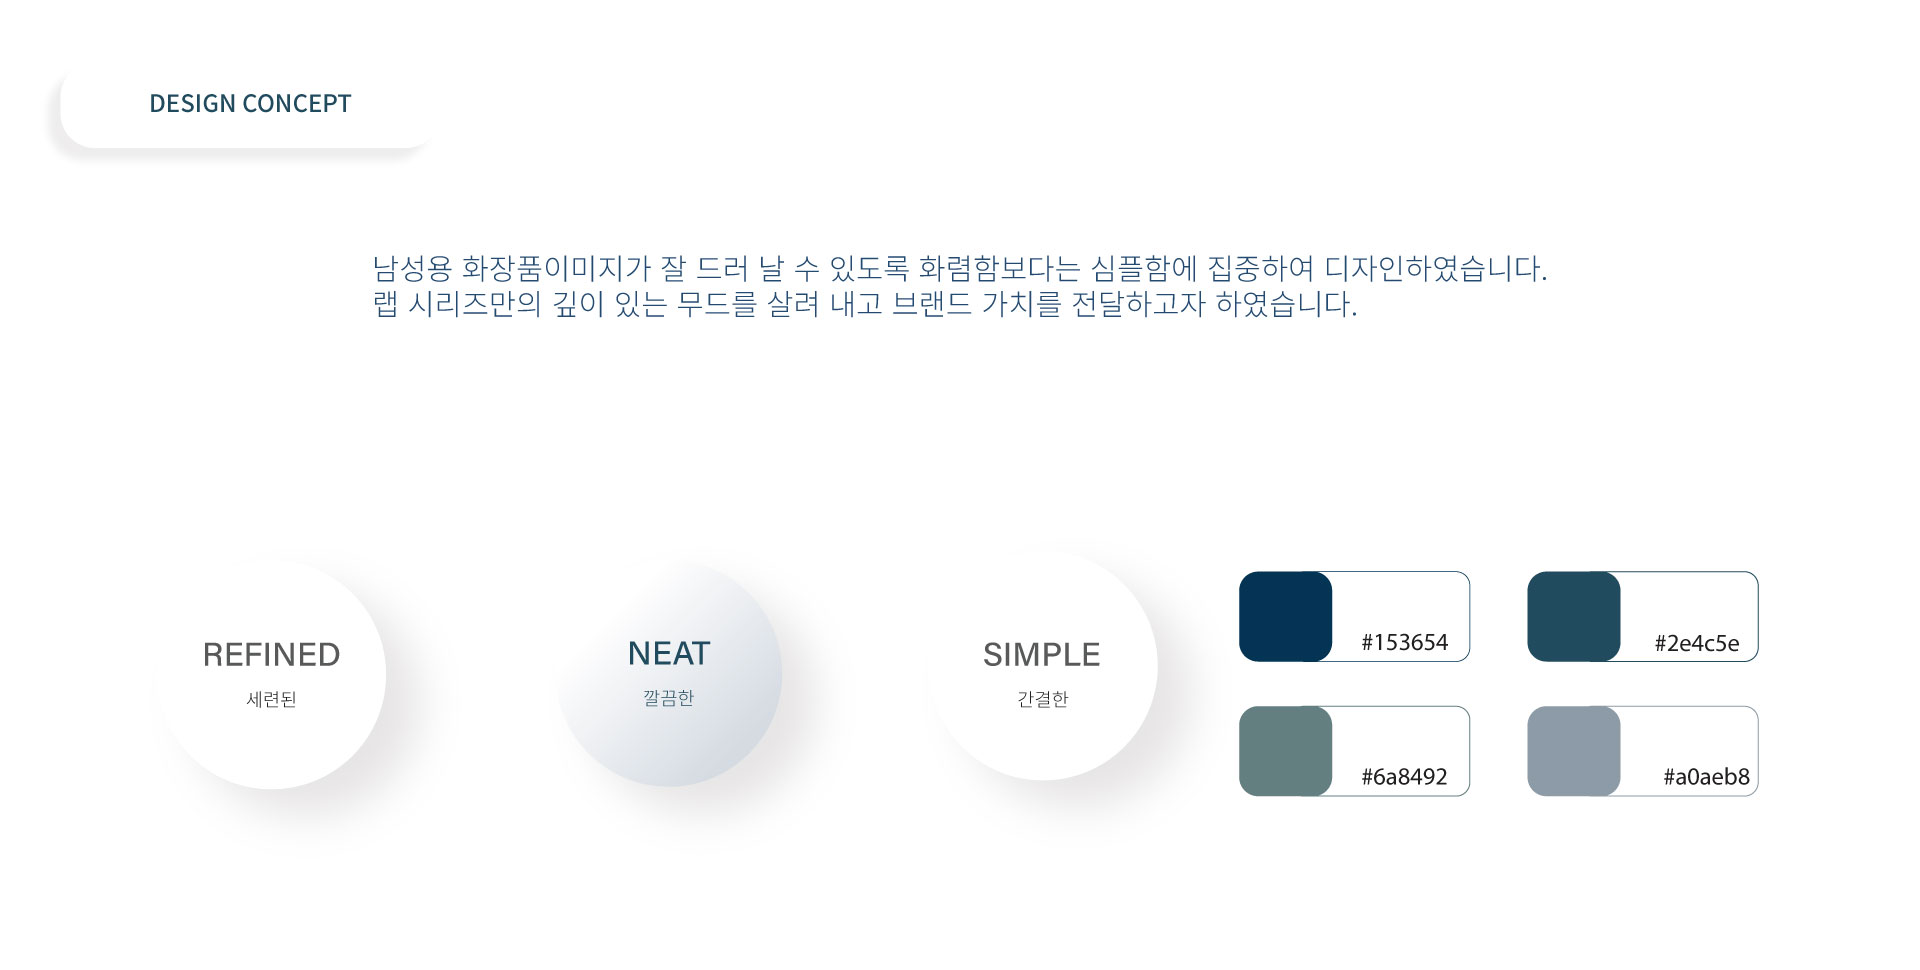 DESIGN CONCEPT
남성용 화장품이미지가 잘 드러 날 수 있도록 화렴함보다는 심플함에 집중하여 디자인하였습니다.
랩 시리즈만의 깊이 있는 무드를 살려 내고 브랜드 가치를 전달하고자 하였습니다.
REFINED
세련된
NEAT
깔끔한
SIMPLE
간결한
#153654
#2e4c5e
#6a8492
#a0aeb8